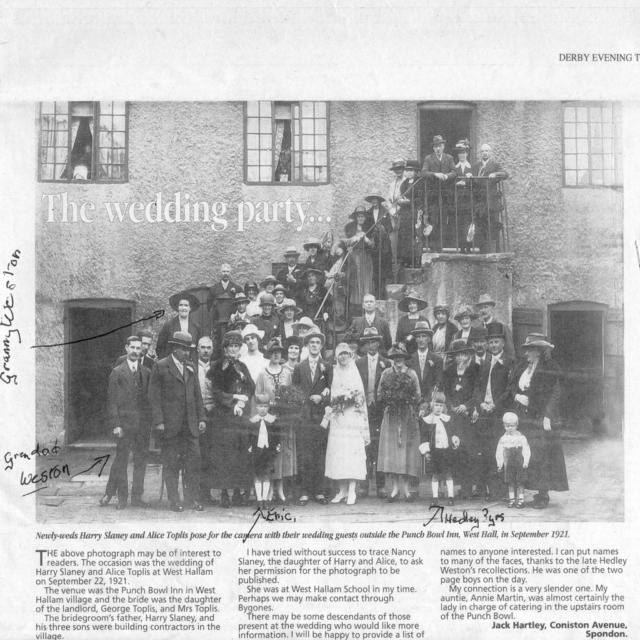 DERBY EVENING T
The wedding party...
Granny Weston
Grandad
Weston
Eric,
Hedley 3yrs
Newly-weds Harry Slaney and Alice Toplis pose for the camera with their wedding guests outside the Punch Bowl Inn, West Hall, in September 1921.
THE above photograph may be of interest to
readers. The occasion was the wedding of
Harry Slaney and Alice Toplis at West Hallam
on September 22, 1921.
The venue was the Punch Bowl Inn in West
Hallam village and the bride was the daughter
of the landlord, George Toplis, and Mrs Toplis.
The bridegroom's father, Harry Slaney, and
his three sons were building contractors in the
village.
I have tried without success to trace Nancy
Slaney, the daughter of Harry and Alice, to ask
her permission for the photograph to be
published.
She was at West Hallam School in my time.
Perhaps we may make contact through
Bygones.
There may be some descendants of those
present at the wedding who would like more
information. I will be happy to provide a list of
names to anyone interested. I can put names
to many of the faces, thanks to the late Hedley
Weston's recollections. He was one of the two
page boys on the day.
My connection is a very slender one. My
auntie, Annie Martin, was almost certainly the
lady in charge of catering in the upstairs room
of the Punch Bowl.
Jack Hartley, Coniston Avenue,
Spondon.